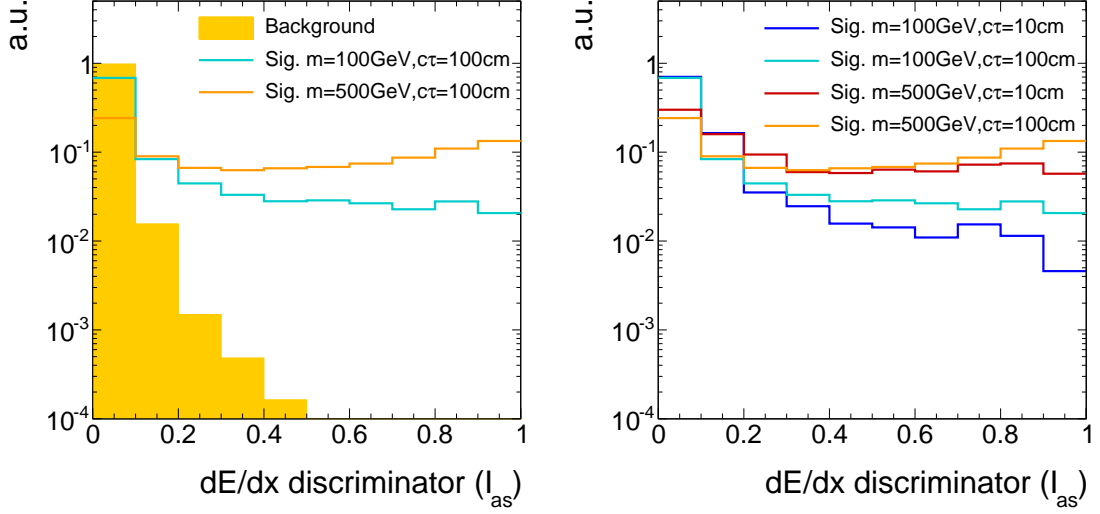 a.u.
Background
Sig. m=100GeV,cτ=100cm
Sig. m=500GeV,cτ=100cm
1
10⁻¹
10⁻²
10⁻³
10⁻⁴
0 0.2 0.4 0.6 0.8 1
dE/dx discriminator (I_as)
a.u.
Sig. m=100GeV,cτ=10cm
Sig. m=100GeV,cτ=100cm
Sig. m=500GeV,cτ=10cm
Sig. m=500GeV,cτ=100cm
1
10⁻¹
10⁻²
10⁻³
10⁻⁴
0 0.2 0.4 0.6 0.8 1
dE/dx discriminator (I_as)